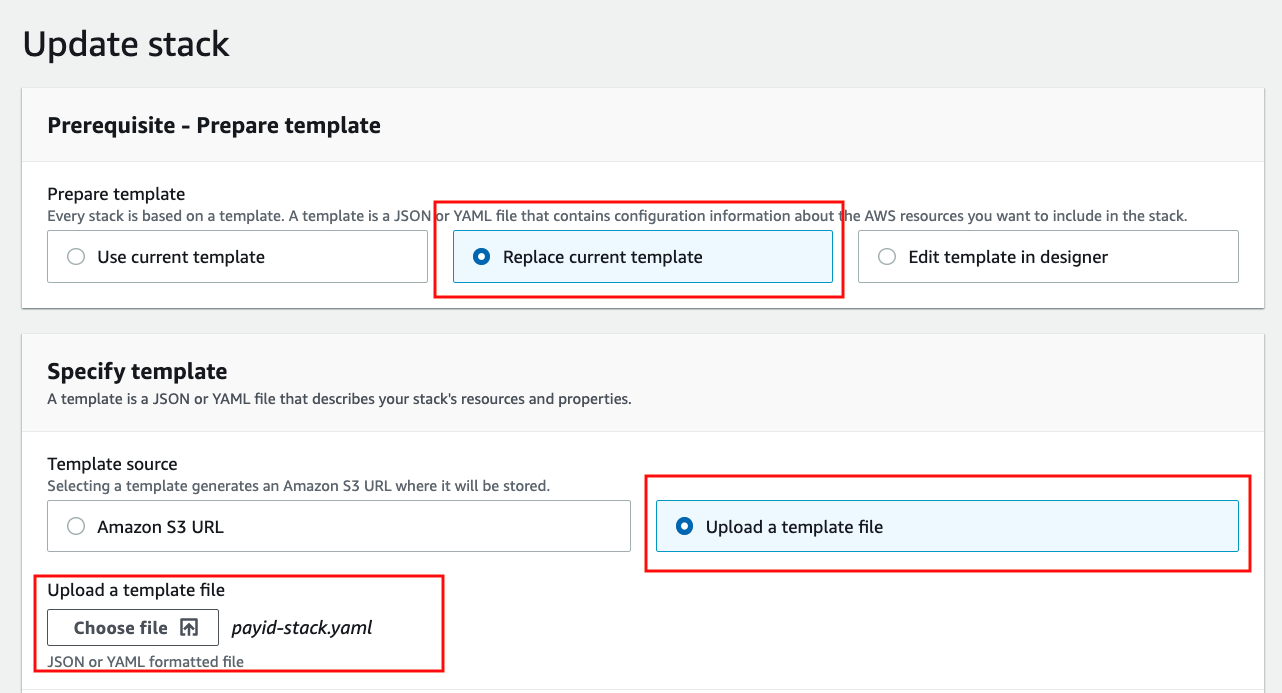 Update stack
Prerequisite - Prepare template
Prepare template
Every stack is based on a template. A template is a JSON or YAML file that contains configuration information about the AWS resources you want to include in the stack.
Use current template
Replace current template
Edit template in designer
Specify template
A template is a JSON or YAML file that describes your stack's resources and properties.
Template source
Selecting a template generates an Amazon S3 URL where it will be stored.
Amazon S3 URL
Upload a template file
Upload a template file
Choose file payid-stack.yaml
JSON or YAML formatted file